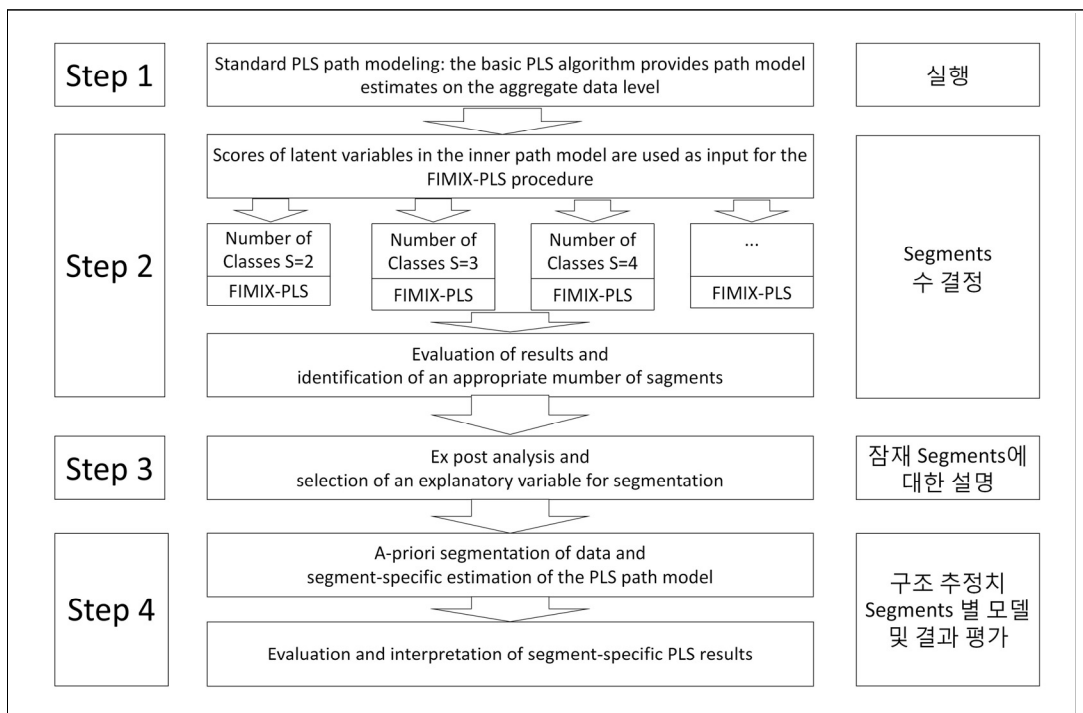 Step 1
Standard PLS path modeling: the basic PLS algorithm provides path model
estimates on the aggregate data level
실행
Step 2
Scores of latent variables in the inner path model are used as input for the
FIMIX-PLS procedure
Number of
Classes S=2
FIMIX-PLS
Number of
Classes S=3
FIMIX-PLS
Number of
Classes S=4
FIMIX-PLS
...
FIMIX-PLS
Evaluation of results and
identification of an appropriate mumber of sagments
Segments
수 결정
Step 3
Ex post analysis and
selection of an explanatory variable for segmentation
잠재 Segments에
대한 설명
Step 4
A-priori segmentation of data and
segment-specific estimation of the PLS path model
Evaluation and interpretation of segment-specific PLS results
구조 추정치
Segments 별 모델
및 결과 평가